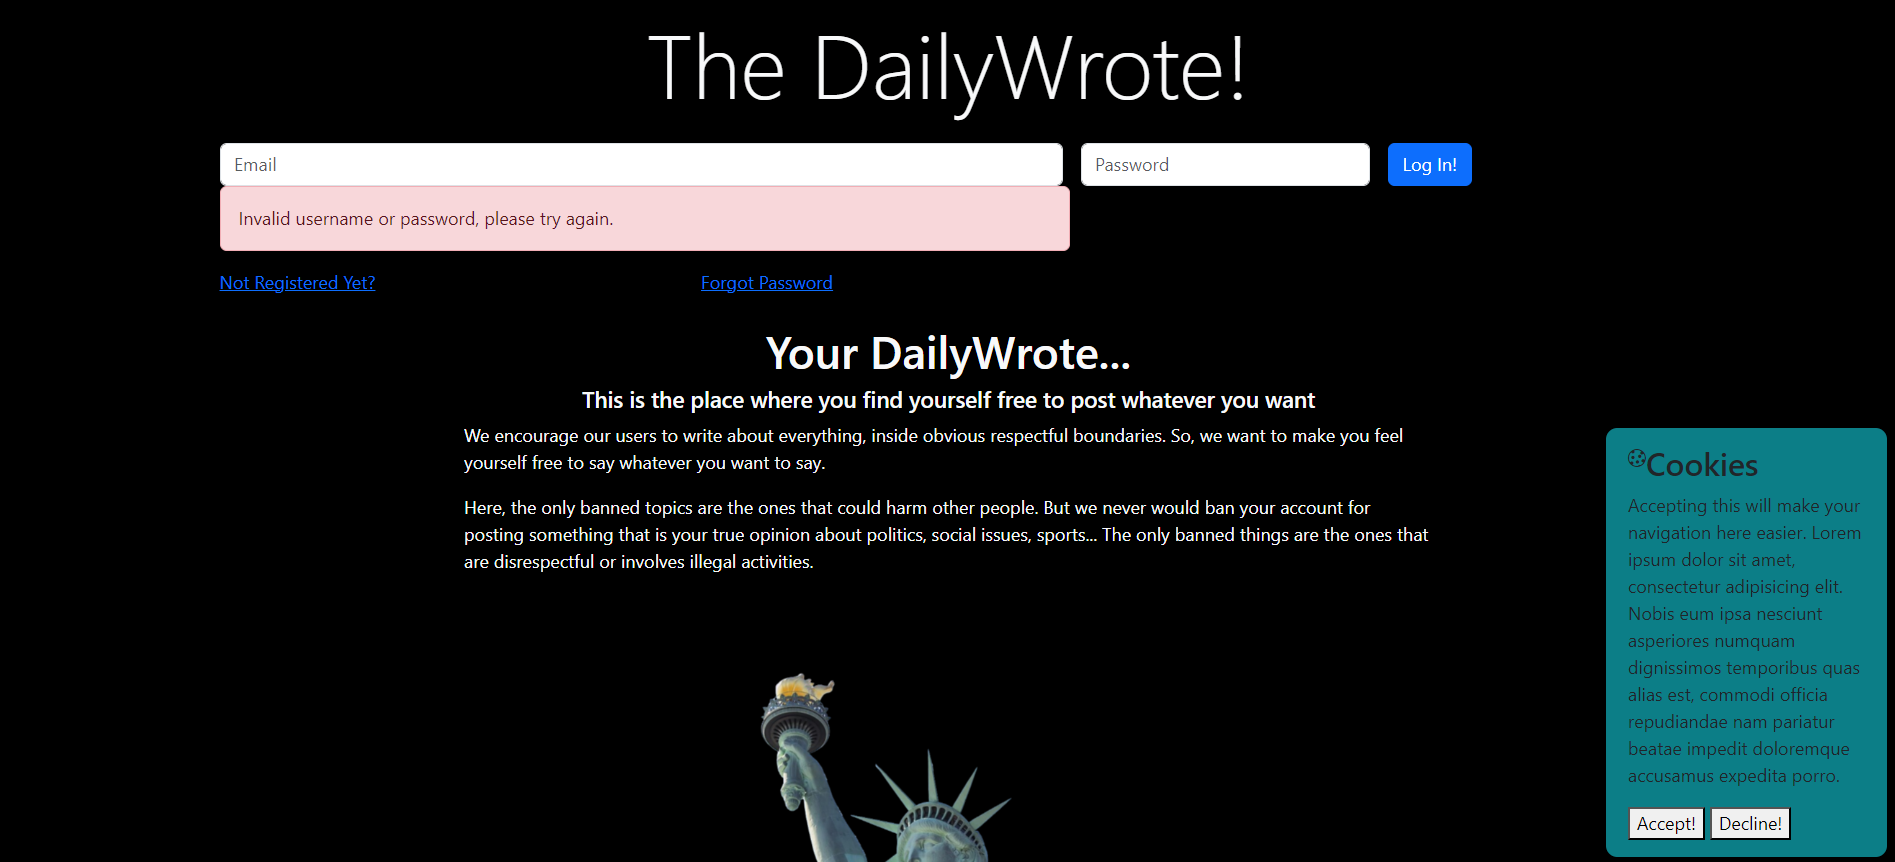 The DailyWrote!
Email
Password
Log In!
Invalid username or password, please try again.
Not Registered Yet?
Forgot Password
Your DailyWrote...
This is the place where you find yourself free to post whatever you want
We encourage our users to write about everything, inside obvious respectful boundaries. So, we want to make you feel
yourself free to say whatever you want to say.
Here, the only banned topics are the ones that could harm other people. But we never would ban your account for
posting something that is your true opinion about politics, social issues, sports... The only banned things are the ones that
are disrespectful or involves illegal activities.
Cookies
Accepting this will make your
navigation here easier. Lorem
ipsum dolor sit amet,
consectetur adipisicing elit.
Nobis eum ipsa nesciunt
asperiores numquam
dignissimos temporibus quas
alias est, commodi officia
repudiandae nam pariatur
beatae impedit doloremque
accusamus expedita porro.
Accept!
Decline!